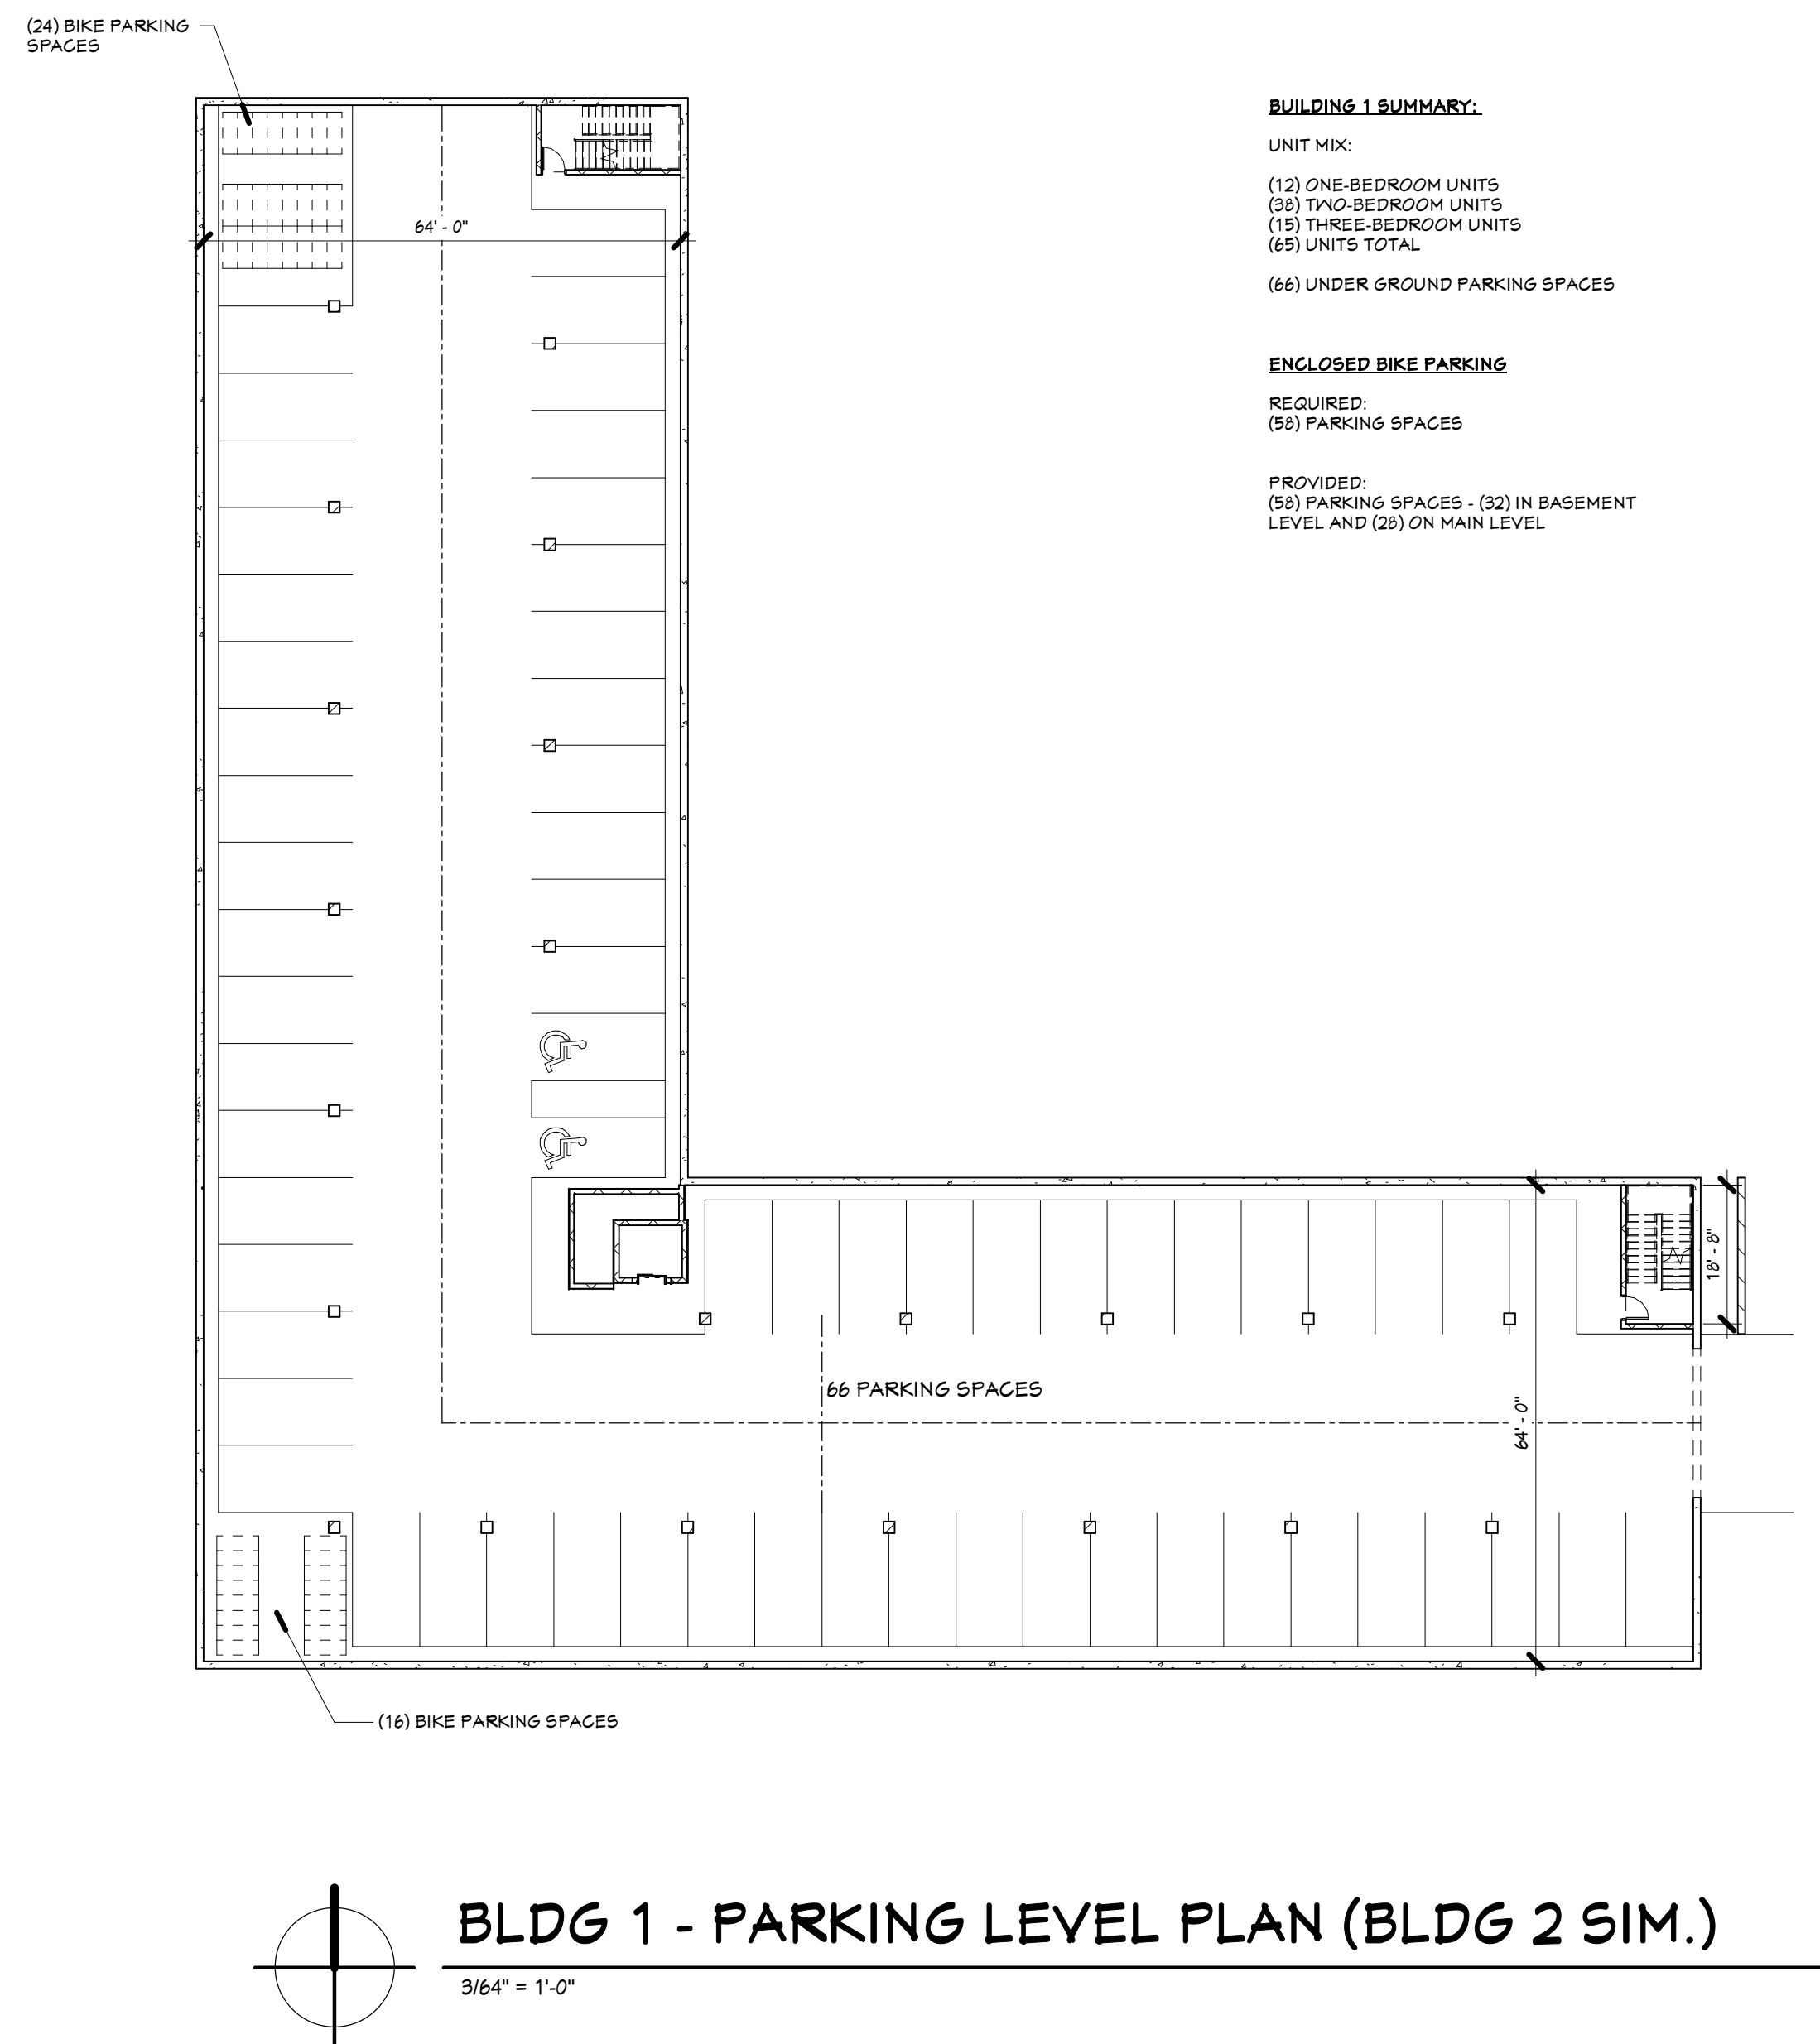 (24) BIKE PARKING
SPACES
BUILDING 1 SUMMARY:
UNIT MIX:
(12) ONE-BEDROOM UNITS
(38) TWO-BEDROOM UNITS
(15) THREE-BEDROOM UNITS
(65) UNITS TOTAL
(66) UNDER GROUND PARKING SPACES
ENCLOSED BIKE PARKING
REQUIRED:
(58) PARKING SPACES
PROVIDED:
(58) PARKING SPACES - (32) IN BASEMENT
LEVEL AND (28) ON MAIN LEVEL
64' - 0"
18' - 8"
66 PARKING SPACES
64' - 0"
(16) BIKE PARKING SPACES
BLDG 1 - PARKING LEVEL PLAN (BLDG 2 SIM.)
3/64" = 1'-0"